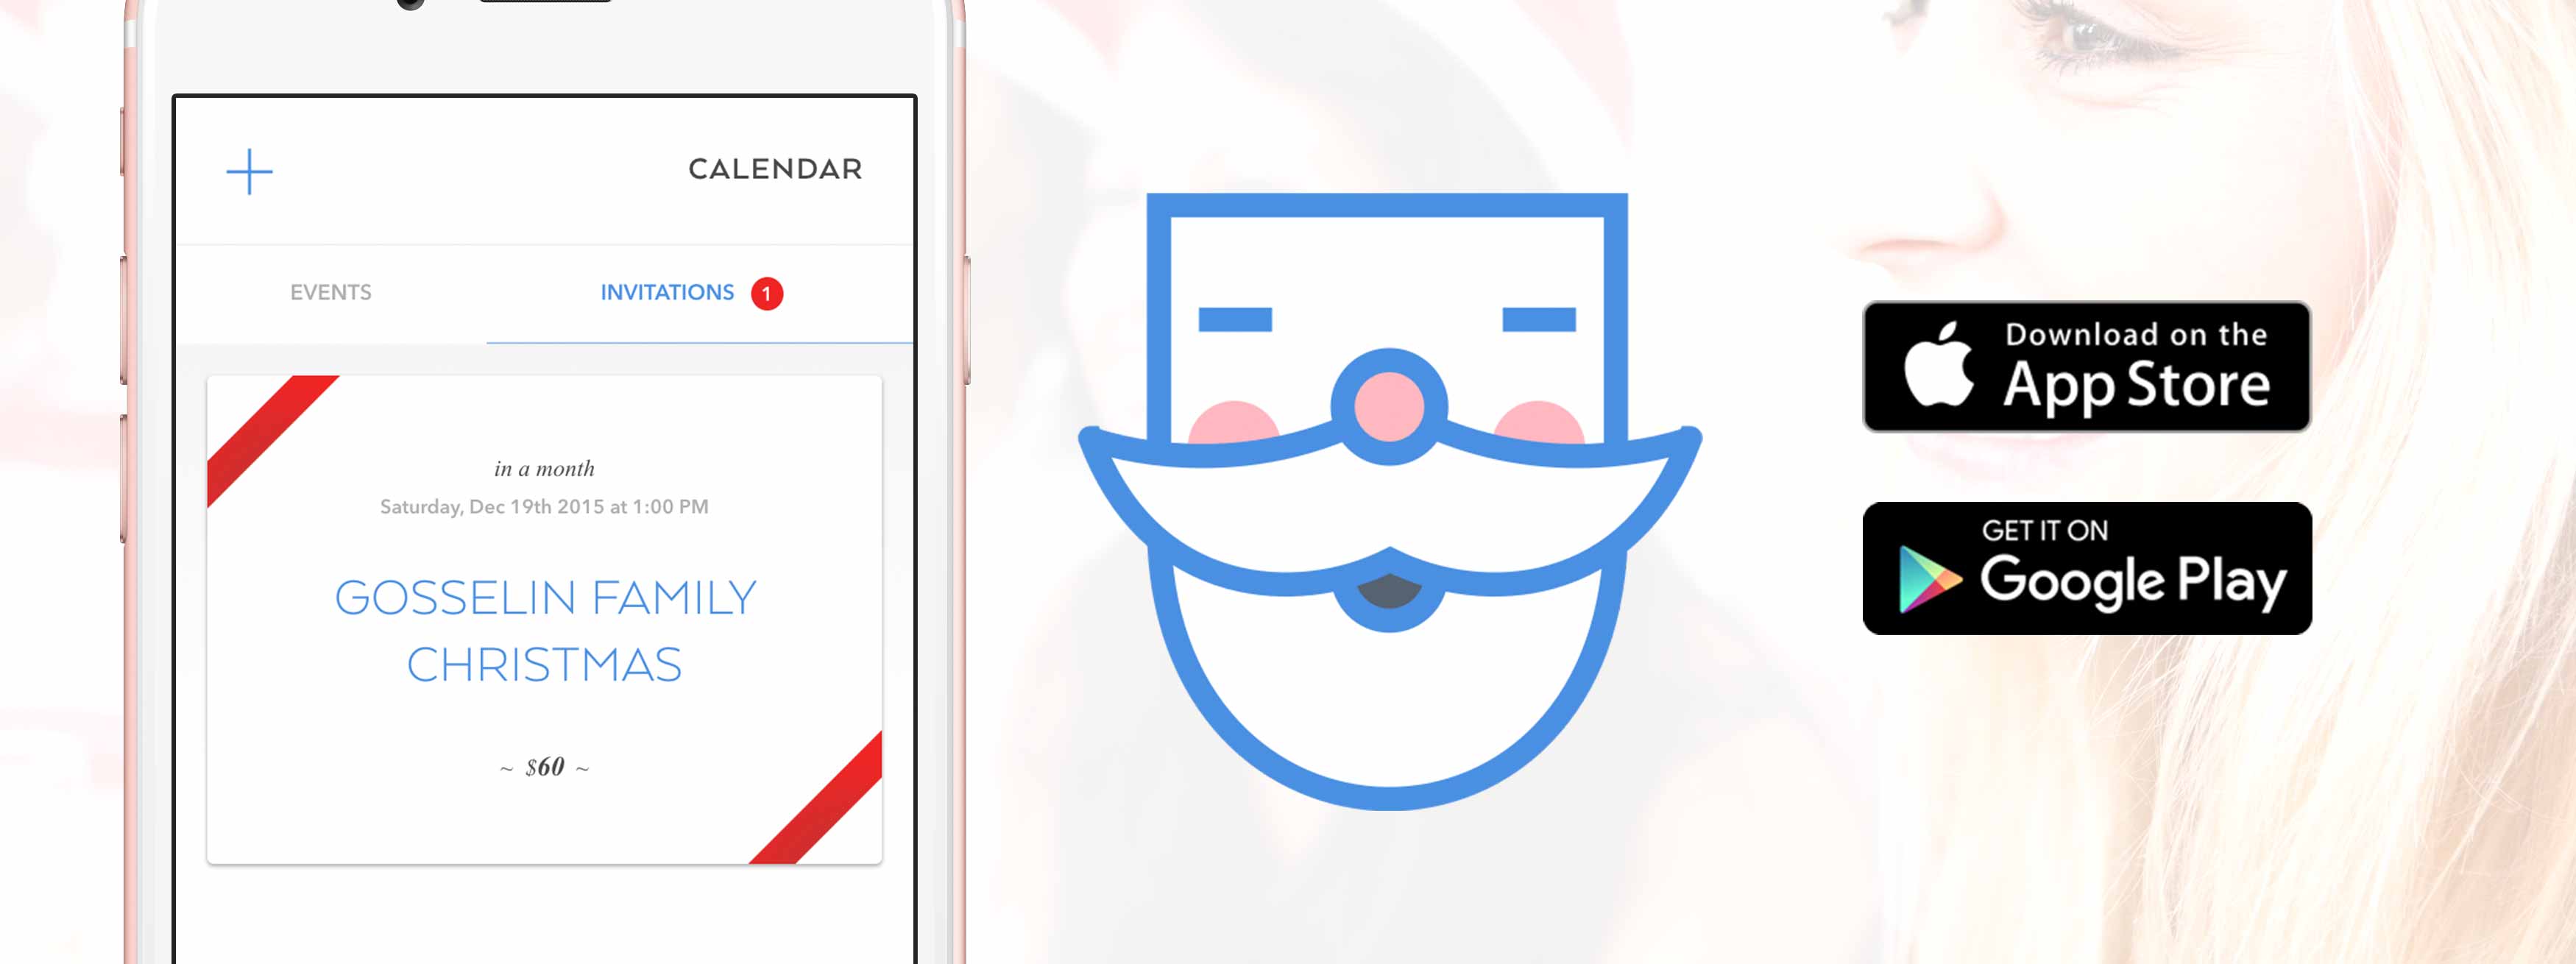 CALENDAR
EVENTS
INVITATIONS 1
in a month
Saturday, Dec 19th 2015 at 1:00 PM
GOSSELIN FAMILY
CHRISTMAS
~ $60 ~
Download on the
App Store
GET IT ON
Google Play